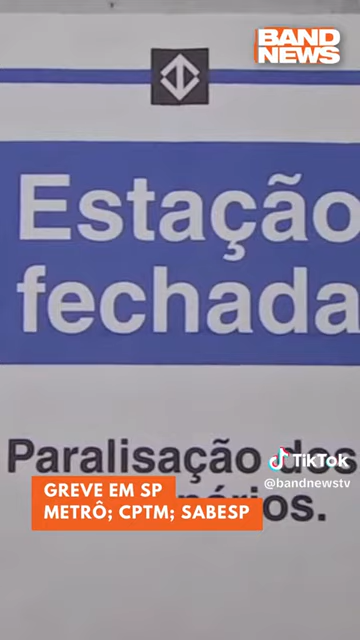 BAND
NEWS
Estação
fechada
Paralisação dos
TikTok
@bandnewstv
GREVE EM SP
METRÔ; CPTM; SABESP